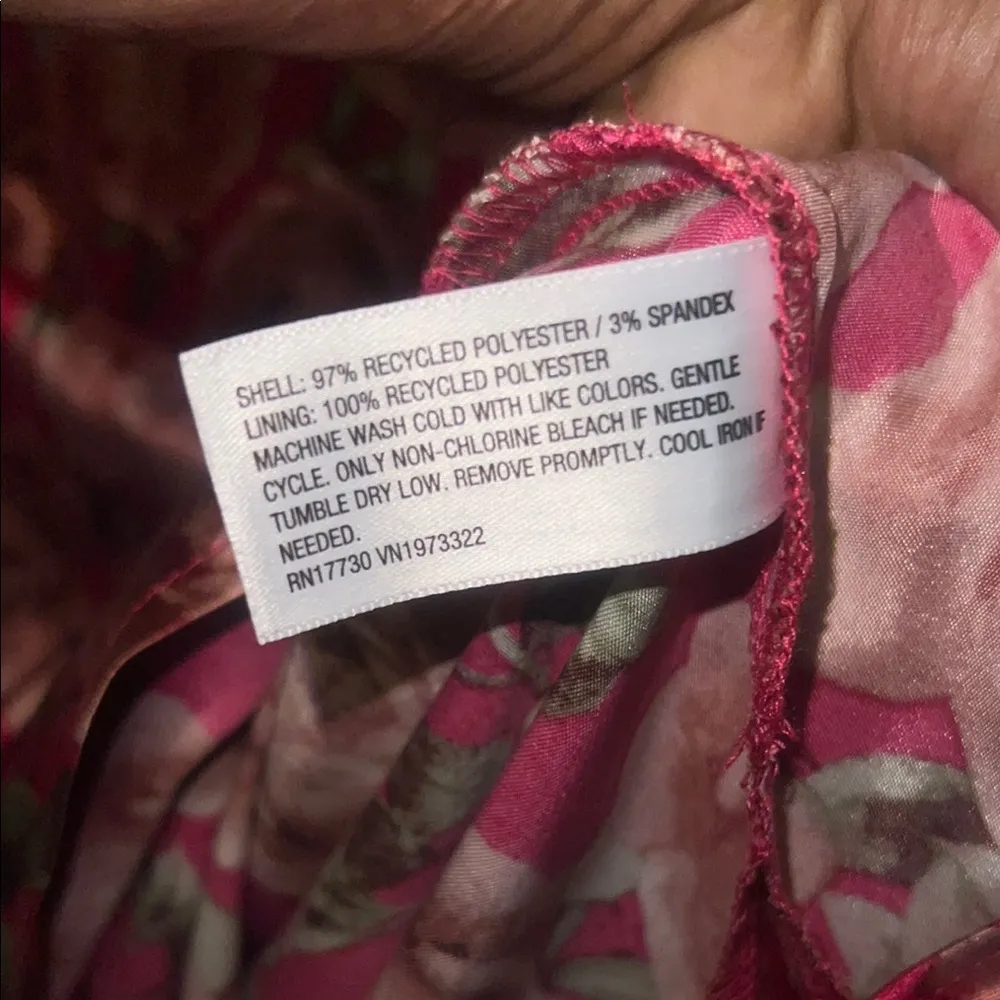 SHELL: 97% RECYCLED POLYESTER / 3% SPANDEX
LINING: 100% RECYCLED POLYESTER
MACHINE WASH COLD WITH LIKE COLORS. GENTLE
CYCLE. ONLY NON-CHLORINE BLEACH IF NEEDED.
TUMBLE DRY LOW. REMOVE PROMPTLY. COOL IRON IF
NEEDED.
RN17730 VN1973322